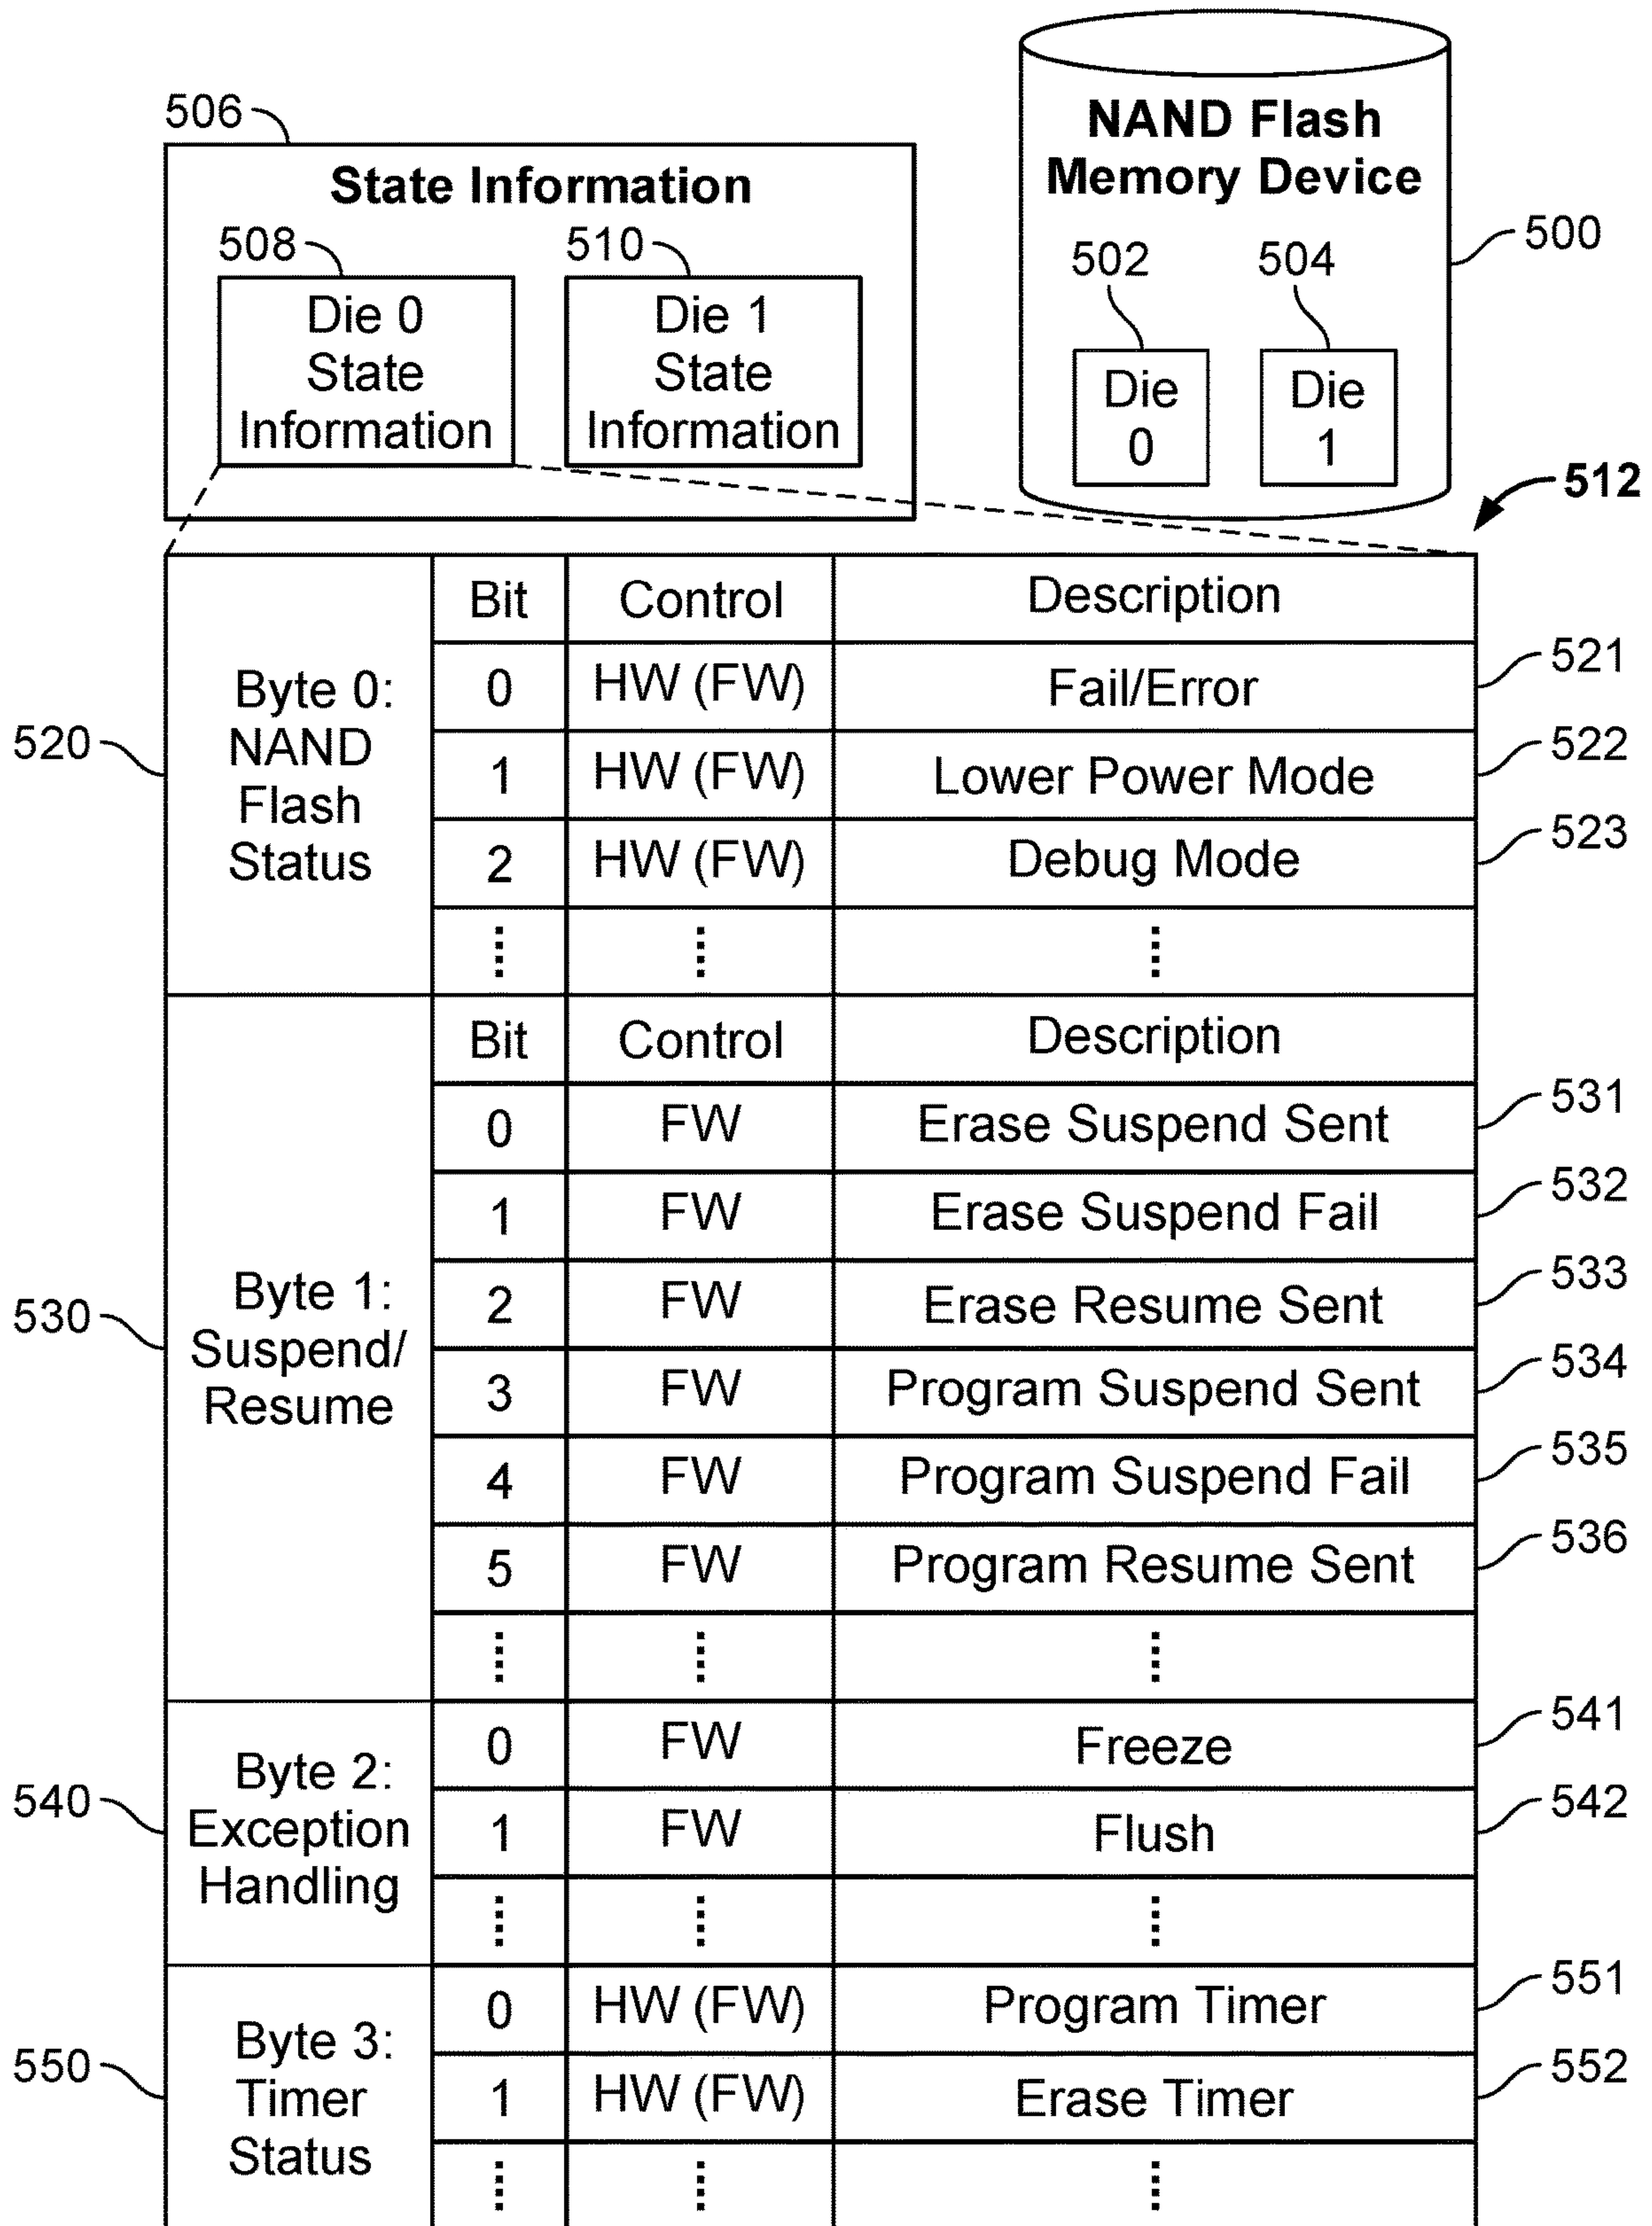 506
State Information
508
510
Die 0
State
Information
Die 1
State
Information
NAND Flash
Memory Device
500
502
504
Die
0
Die
1
512
520
Byte 0:
NAND
Flash
Status
Bit Control Description
0 HW (FW) Fail/Error 521
1 HW (FW) Lower Power Mode 522
2 HW (FW) Debug Mode 523
530
Byte 1:
Suspend/
Resume
Bit Control Description
0 FW Erase Suspend Sent 531
1 FW Erase Suspend Fail 532
2 FW Erase Resume Sent 533
3 FW Program Suspend Sent 534
4 FW Program Suspend Fail 535
5 FW Program Resume Sent 536
540
Byte 2:
Exception
Handling
0 FW Freeze 541
1 FW Flush 542
550
Byte 3:
Timer
Status
0 HW (FW) Program Timer 551
1 HW (FW) Erase Timer 552